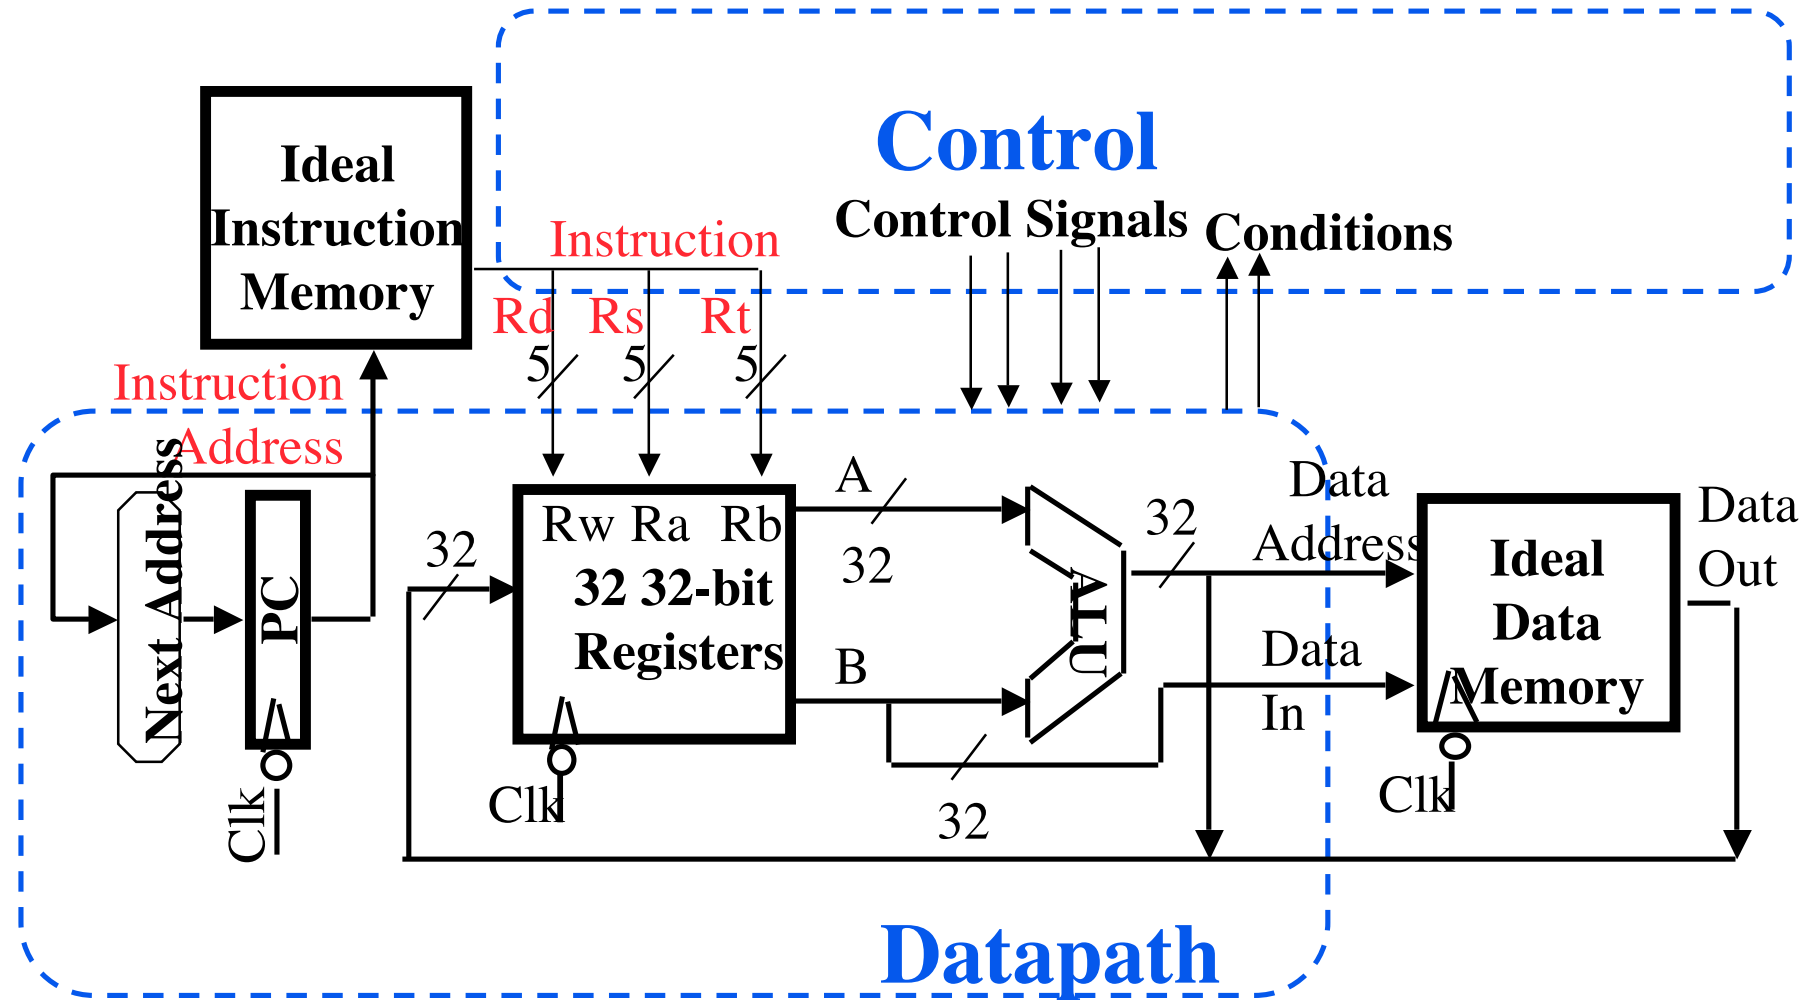 Control
Ideal
Instruction
Memory
Control Signals
Conditions
Instruction
Rd Rs Rt
5 5 5
Instruction
Address
Next Address
PC
Clk
32
Rw Ra Rb
32 32-bit
Registers
Clk
A
32
B
32
ALU
32
Data
Address
Data
In
Ideal
Data
Memory
Clk
Data
Out
Datapath